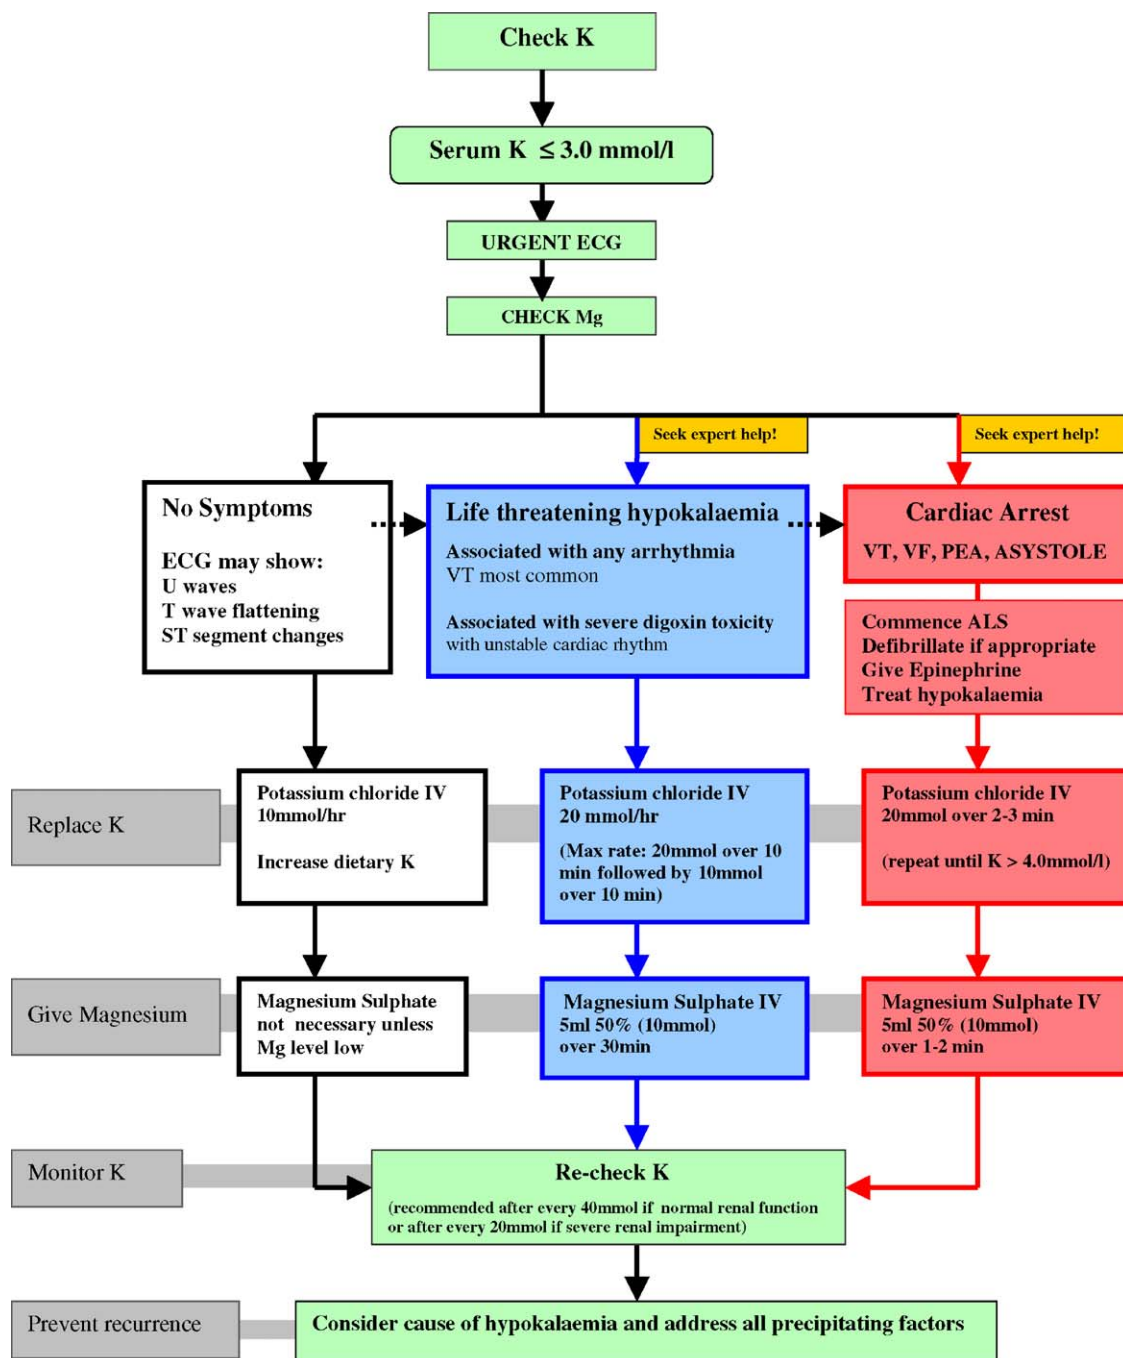 Check K
Serum K ≤ 3.0 mmol/l
URGENT ECG
CHECK Mg
Seek expert help!
Seek expert help!
No Symptoms
ECG may show:
U waves
T wave flattening
ST segment changes
Life threatening hypokalaemia
Associated with any arrhythmia
VT most common
Associated with severe digoxin toxicity
with unstable cardiac rhythm
Cardiac Arrest
VT, VF, PEA, ASYSTOLE
Commence ALS
Defibrillate if appropriate
Give Epinephrine
Treat hypokalaemia
Replace K
Potassium chloride IV
10mmol/hr
Increase dietary K
Potassium chloride IV
20 mmol/hr
(Max rate: 20mmol over 10
min followed by 10mmol
over 10 min)
Potassium chloride IV
20mmol over 2-3 min
(repeat until K > 4.0mmol/l)
Give Magnesium
Magnesium Sulphate
not necessary unless
Mg level low
Magnesium Sulphate IV
5ml 50% (10mmol)
over 30min
Magnesium Sulphate IV
5ml 50% (10mmol)
over 1-2 min
Monitor K
Re-check K
(recommended after every 40mmol if normal renal function
or after every 20mmol if severe renal impairment)
Prevent recurrence
Consider cause of hypokalaemia and address all precipitating factors